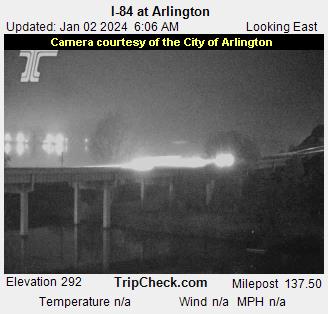 I-84 at Arlington
Updated: Jan 02 2024 6:06 AM Looking East
Camera courtesy of the City of Arlington
Elevation 292 TripCheck.com Milepost 137.50
Temperature n/a Wind n/a MPH n/a